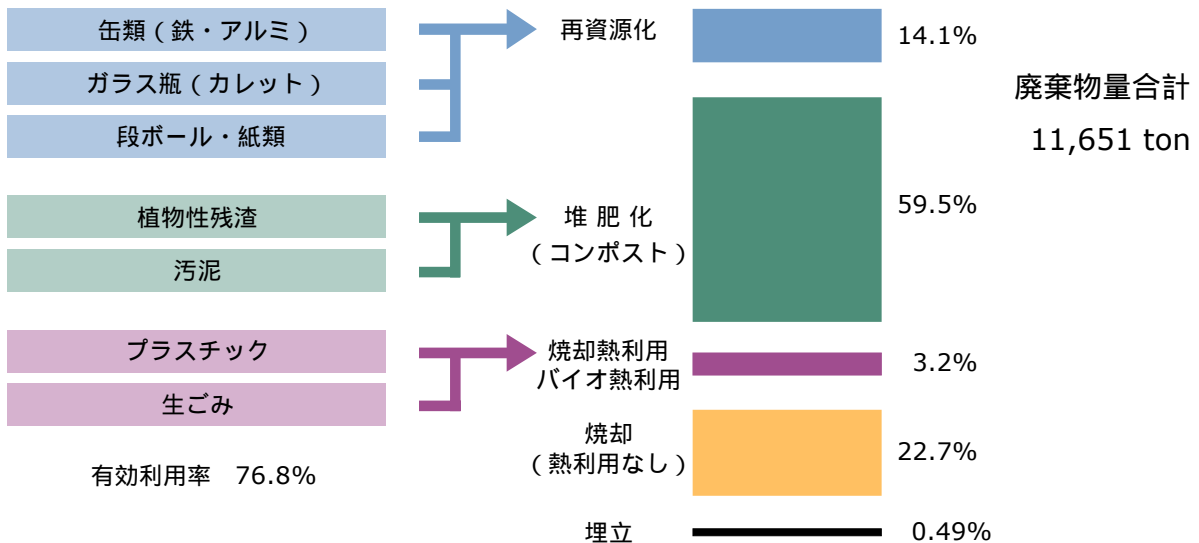 缶類（鉄・アルミ）
ガラス瓶（カレット）
段ボール・紙類
再資源化
14.1%
廃棄物量合計
11,651 ton
植物性残渣
汚泥
堆 肥 化
（コンポスト）
59.5%
プラスチック
生ごみ
焼却熱利用
バイオ熱利用
3.2%
焼却
（熱利用なし）
22.7%
有効利用率　76.8%
埋立
0.49%